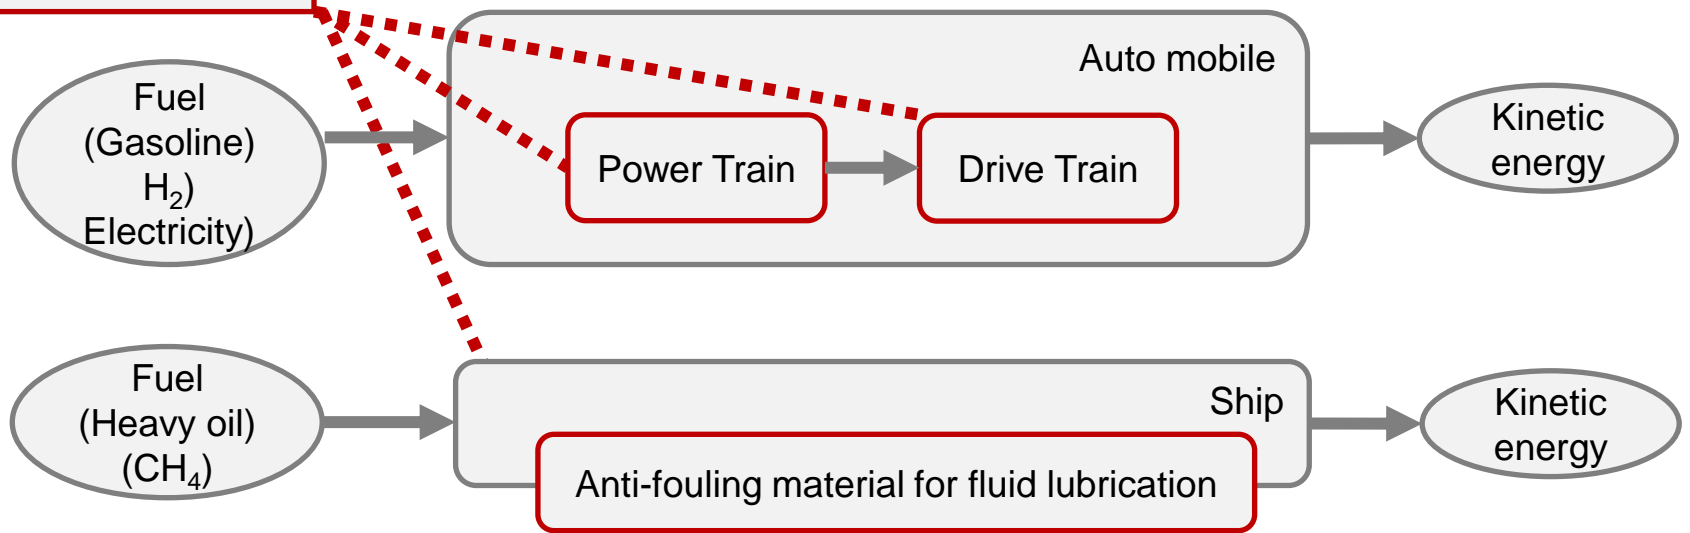 Auto mobile
Fuel
(Gasoline)
H₂)
Electricity)
Power Train
Drive Train
Kinetic
energy
Fuel
(Heavy oil)
(CH₄)
Ship
Anti-fouling material for fluid lubrication
Kinetic
energy